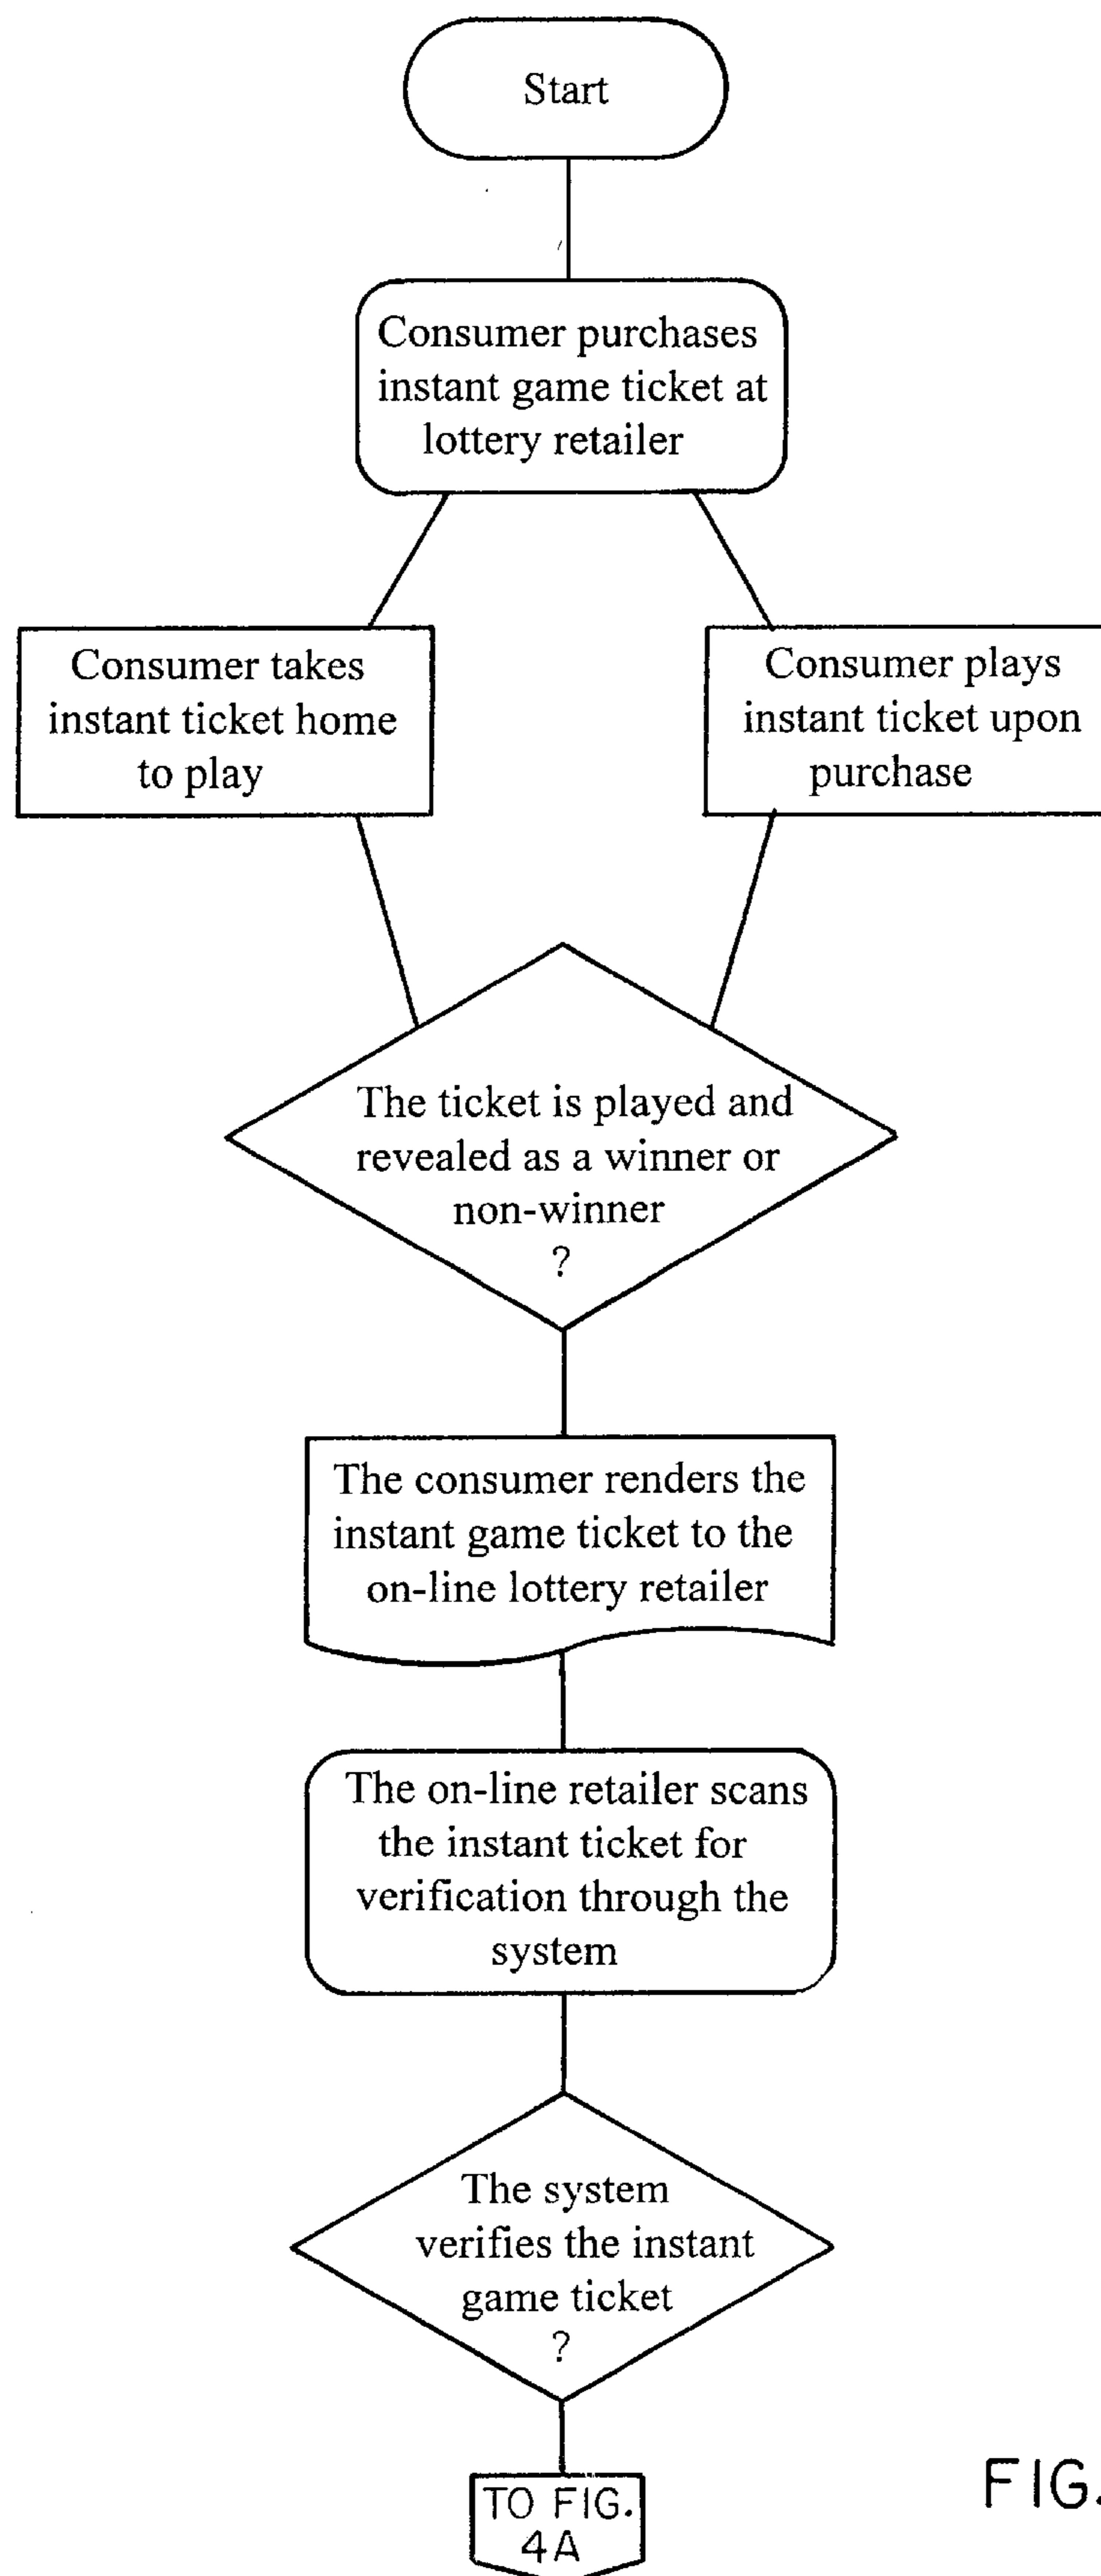 Start
Consumer purchases
instant game ticket at
lottery retailer
Consumer takes
instant ticket home
to play
Consumer plays
instant ticket upon
purchase
The ticket is played and
revealed as a winner or
non-winner
?
The consumer renders the
instant game ticket to the
on-line lottery retailer
The on-line retailer scans
the instant ticket for
verification through the
system
The system
verifies the instant
game ticket
?
TO FIG.
4A
FIG.